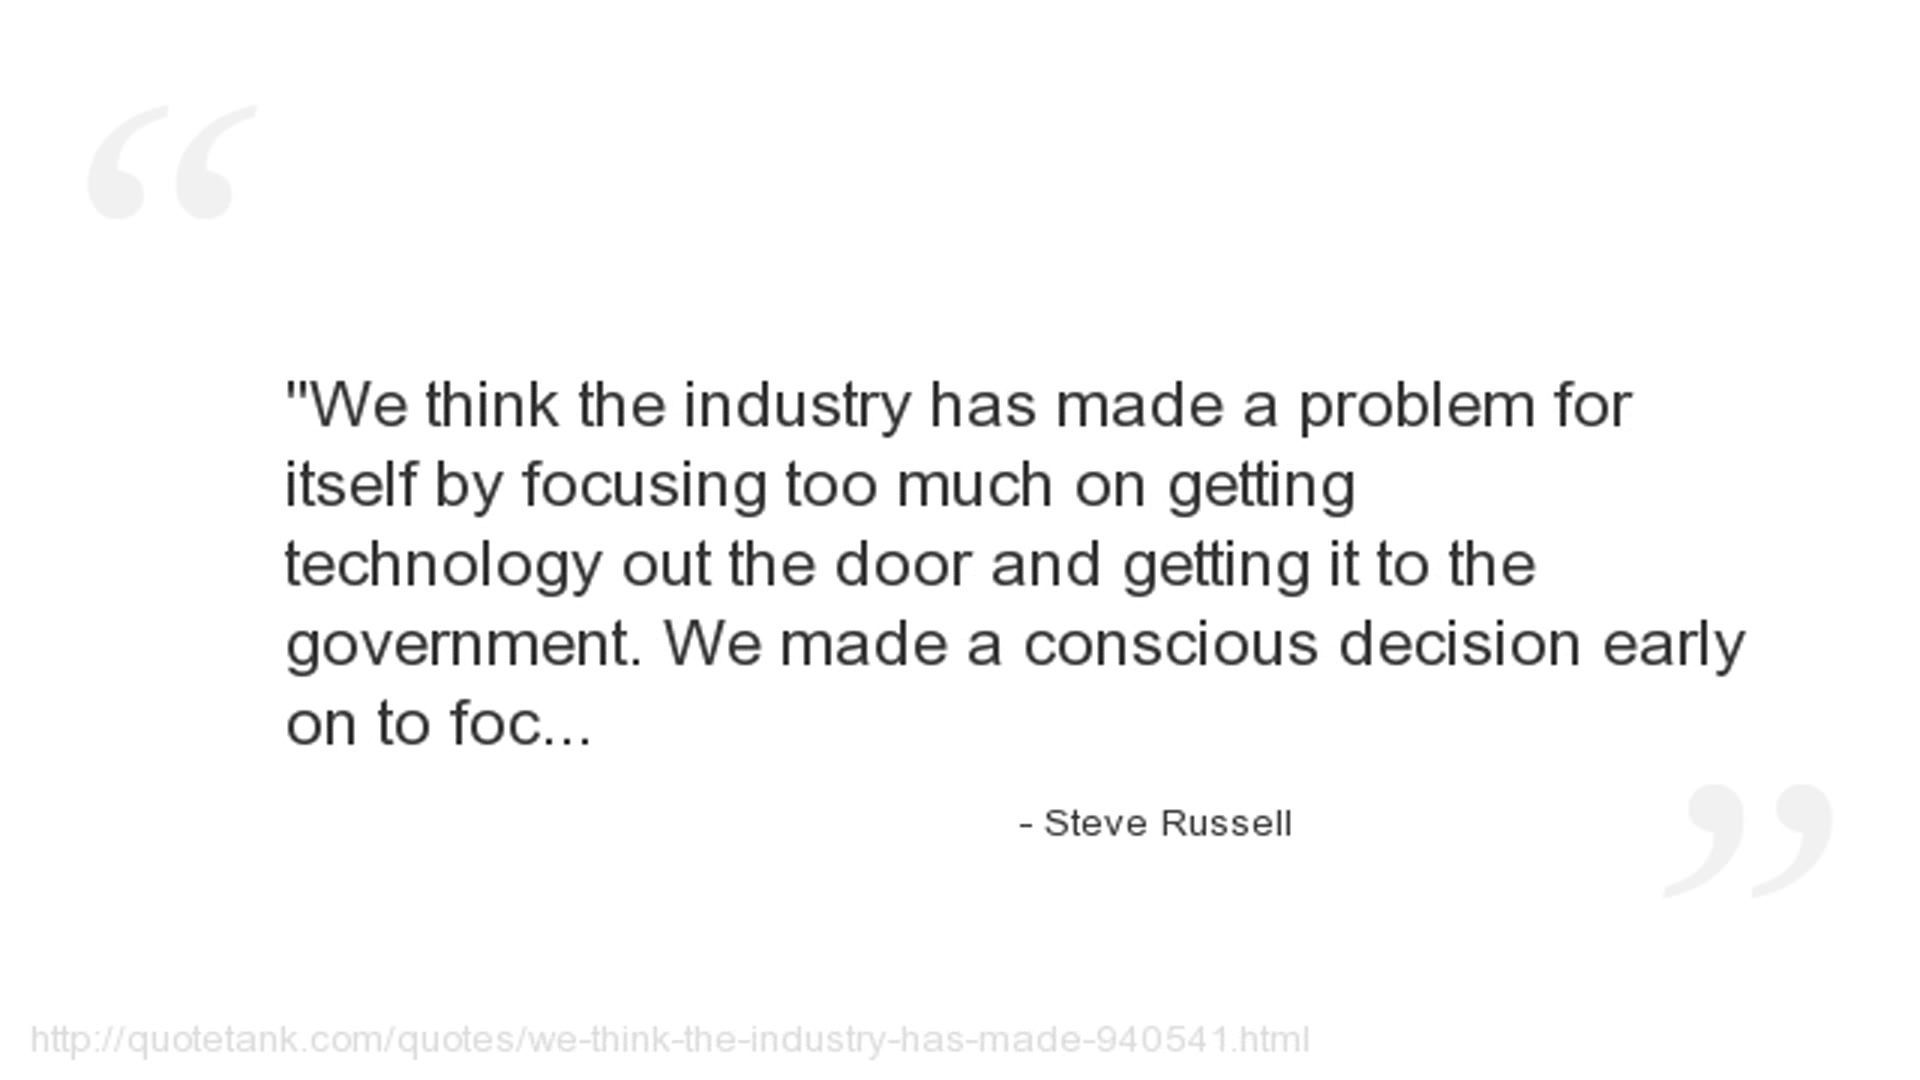 "We think the industry has made a problem for
itself by focusing too much on getting
technology out the door and getting it to the
government. We made a conscious decision early
on to foc...
- Steve Russell
http://quotetank.com/quotes/we-think-the-industry-has-made-940541.html